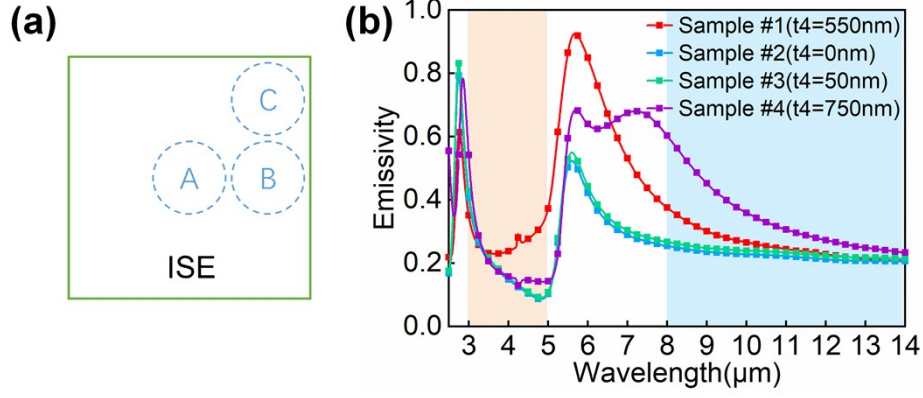 (a)
C
A
B
ISE
(b)
Emissivity
1.0
0.8
0.6
0.4
0.2
0.0
Sample #1(t4=550nm)
Sample #2(t4=0nm)
Sample #3(t4=50nm)
Sample #4(t4=750nm)
3 4 5 6 7 8 9 10 11 12 13 14
Wavelength(μm)